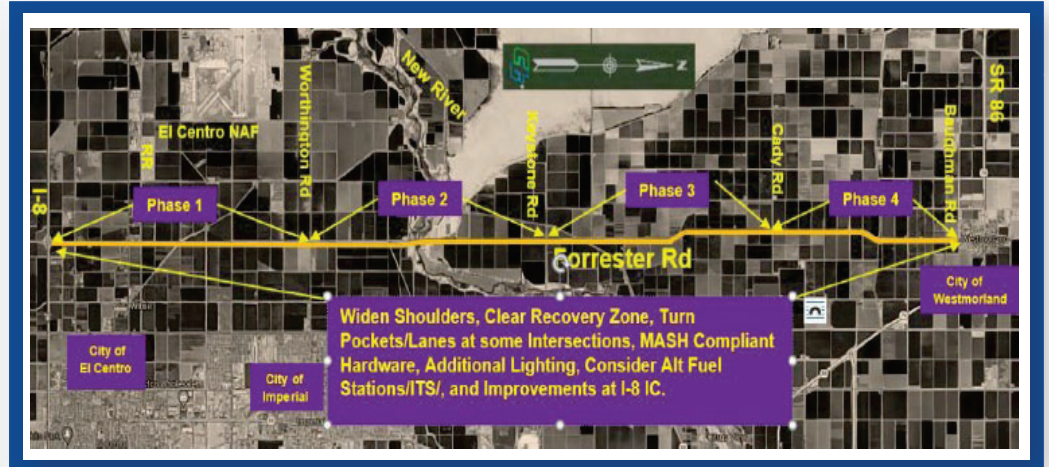 New River
SR 86
El Centro NAF
Worthington Rd
Keystone Rd
Cady Rd
Baughman Rd
RR
I-8
Phase 1
Phase 2
Phase 3
Phase 4
Forrester Rd
N
City of
Westmorland
City of
El Centro
City of
Imperial
Widen Shoulders, Clear Recovery Zone, Turn
Pockets/Lanes at some Intersections, MASH Compliant
Hardware, Additional Lighting, Consider Alt Fuel
Stations/ITS/, and Improvements at I-8 IC.